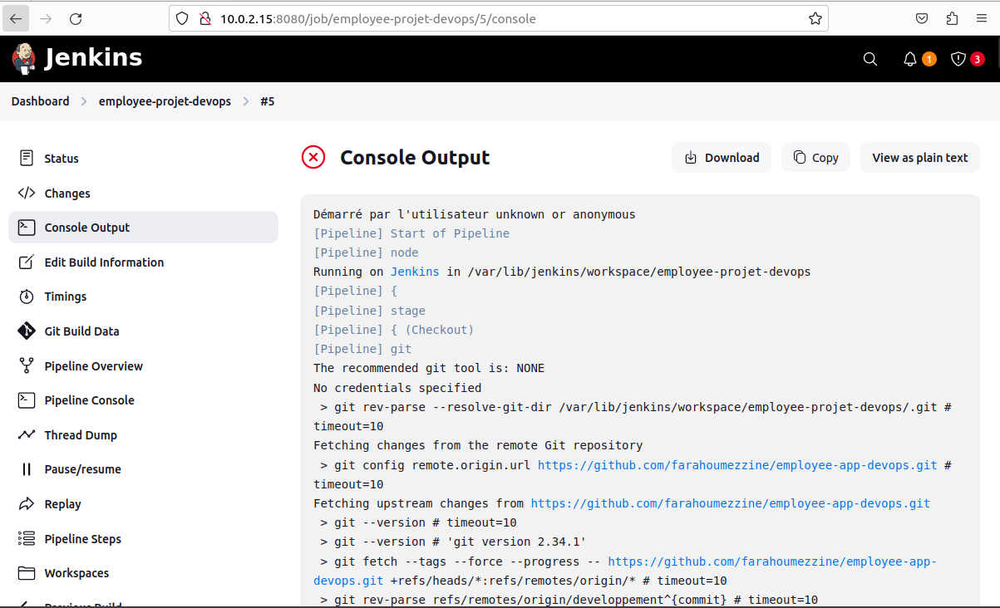 10.0.2.15:8080/job/employee-projet-devops/5/console
Jenkins
1
3
Dashboard > employee-projet-devops > #5
Status
Changes
Console Output
Edit Build Information
Timings
Git Build Data
Pipeline Overview
Pipeline Console
Thread Dump
Pause/resume
Replay
Pipeline Steps
Workspaces
Previous Build
Console Output
Download
Copy
View as plain text
Démarré par l'utilisateur unknown or anonymous
[Pipeline] Start of Pipeline
[Pipeline] node
Running on Jenkins in /var/lib/jenkins/workspace/employee-projet-devops
[Pipeline] {
[Pipeline] stage
[Pipeline] { (Checkout)
[Pipeline] git
The recommended git tool is: NONE
No credentials specified
 > git rev-parse --resolve-git-dir /var/lib/jenkins/workspace/employee-projet-devops/.git #
timeout=10
Fetching changes from the remote Git repository
 > git config remote.origin.url https://github.com/farahoumezzine/employee-app-devops.git #
timeout=10
Fetching upstream changes from https://github.com/farahoumezzine/employee-app-devops.git
 > git --version # timeout=10
 > git --version # 'git version 2.34.1'
 > git fetch --tags --force --progress -- https://github.com/farahoumezzine/employee-app-
devops.git +refs/heads/*:refs/remotes/origin/* # timeout=10
 > git rev-parse refs/remotes/origin/developpement^{commit} # timeout=10